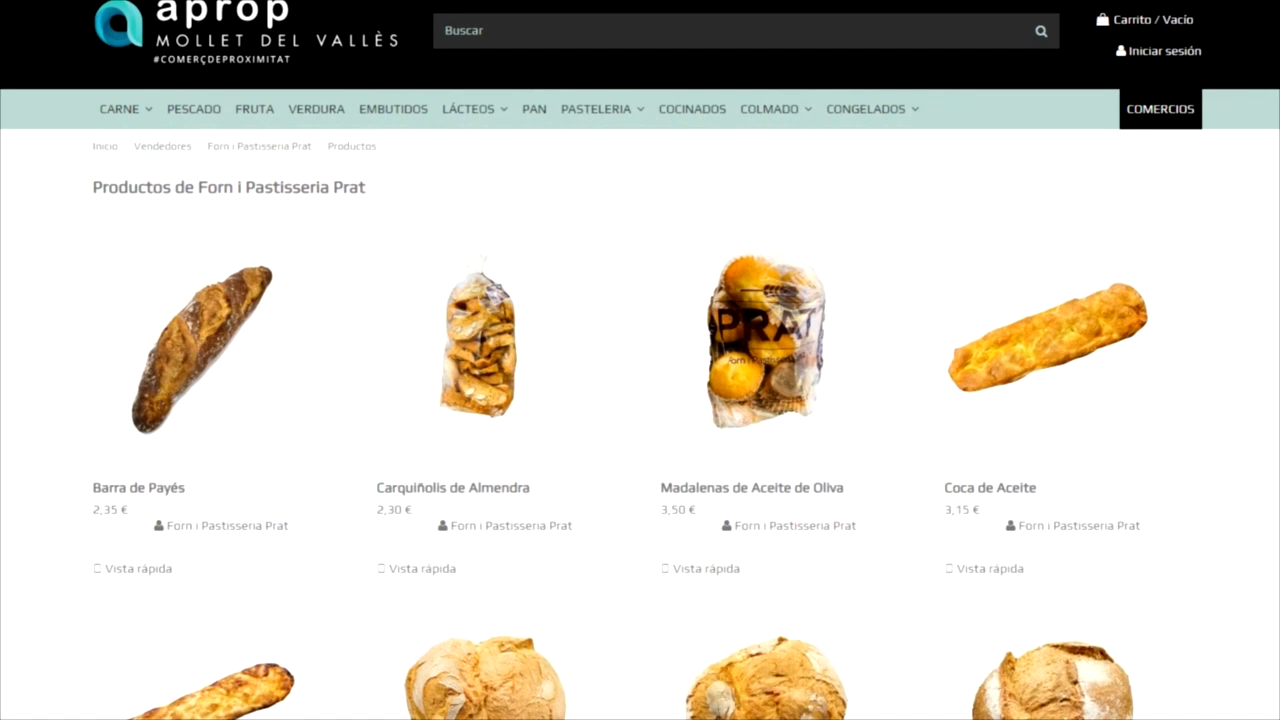 aprop
MOLLET DEL VALLÈS
#COMERÇDEPROXIMITAT
Buscar
Carrito / Vacío
Iniciar sesión
CARNE PESCADO FRUTA VERDURA EMBUTIDOS LÁCTEOS PAN PASTELERIA COCINADOS COLMADO CONGELADOS COMERCIOS
Inicio Vendedores Forn i Pastisseria Prat Productos
Productos de Forn i Pastisseria Prat
PRAT
Forn i Pastisseria
Barra de Payés
2,35 €
Forn i Pastisseria Prat
Vista rápida
Carquiñolis de Almendra
2,30 €
Forn i Pastisseria Prat
Vista rápida
Madalenas de Aceite de Oliva
3,50 €
Forn i Pastisseria Prat
Vista rápida
Coca de Aceite
3,15 €
Forn i Pastisseria Prat
Vista rápida